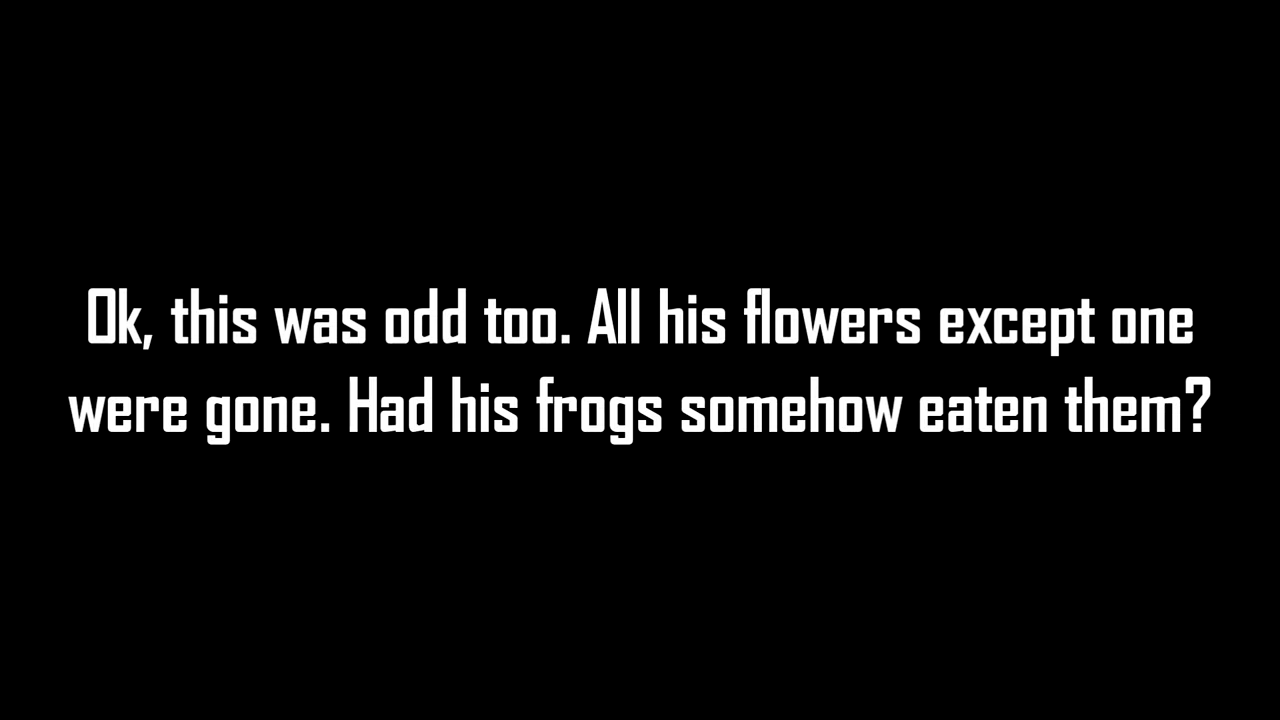 Ok, this was odd too. All his flowers except one
were gone. Had his frogs somehow eaten them?